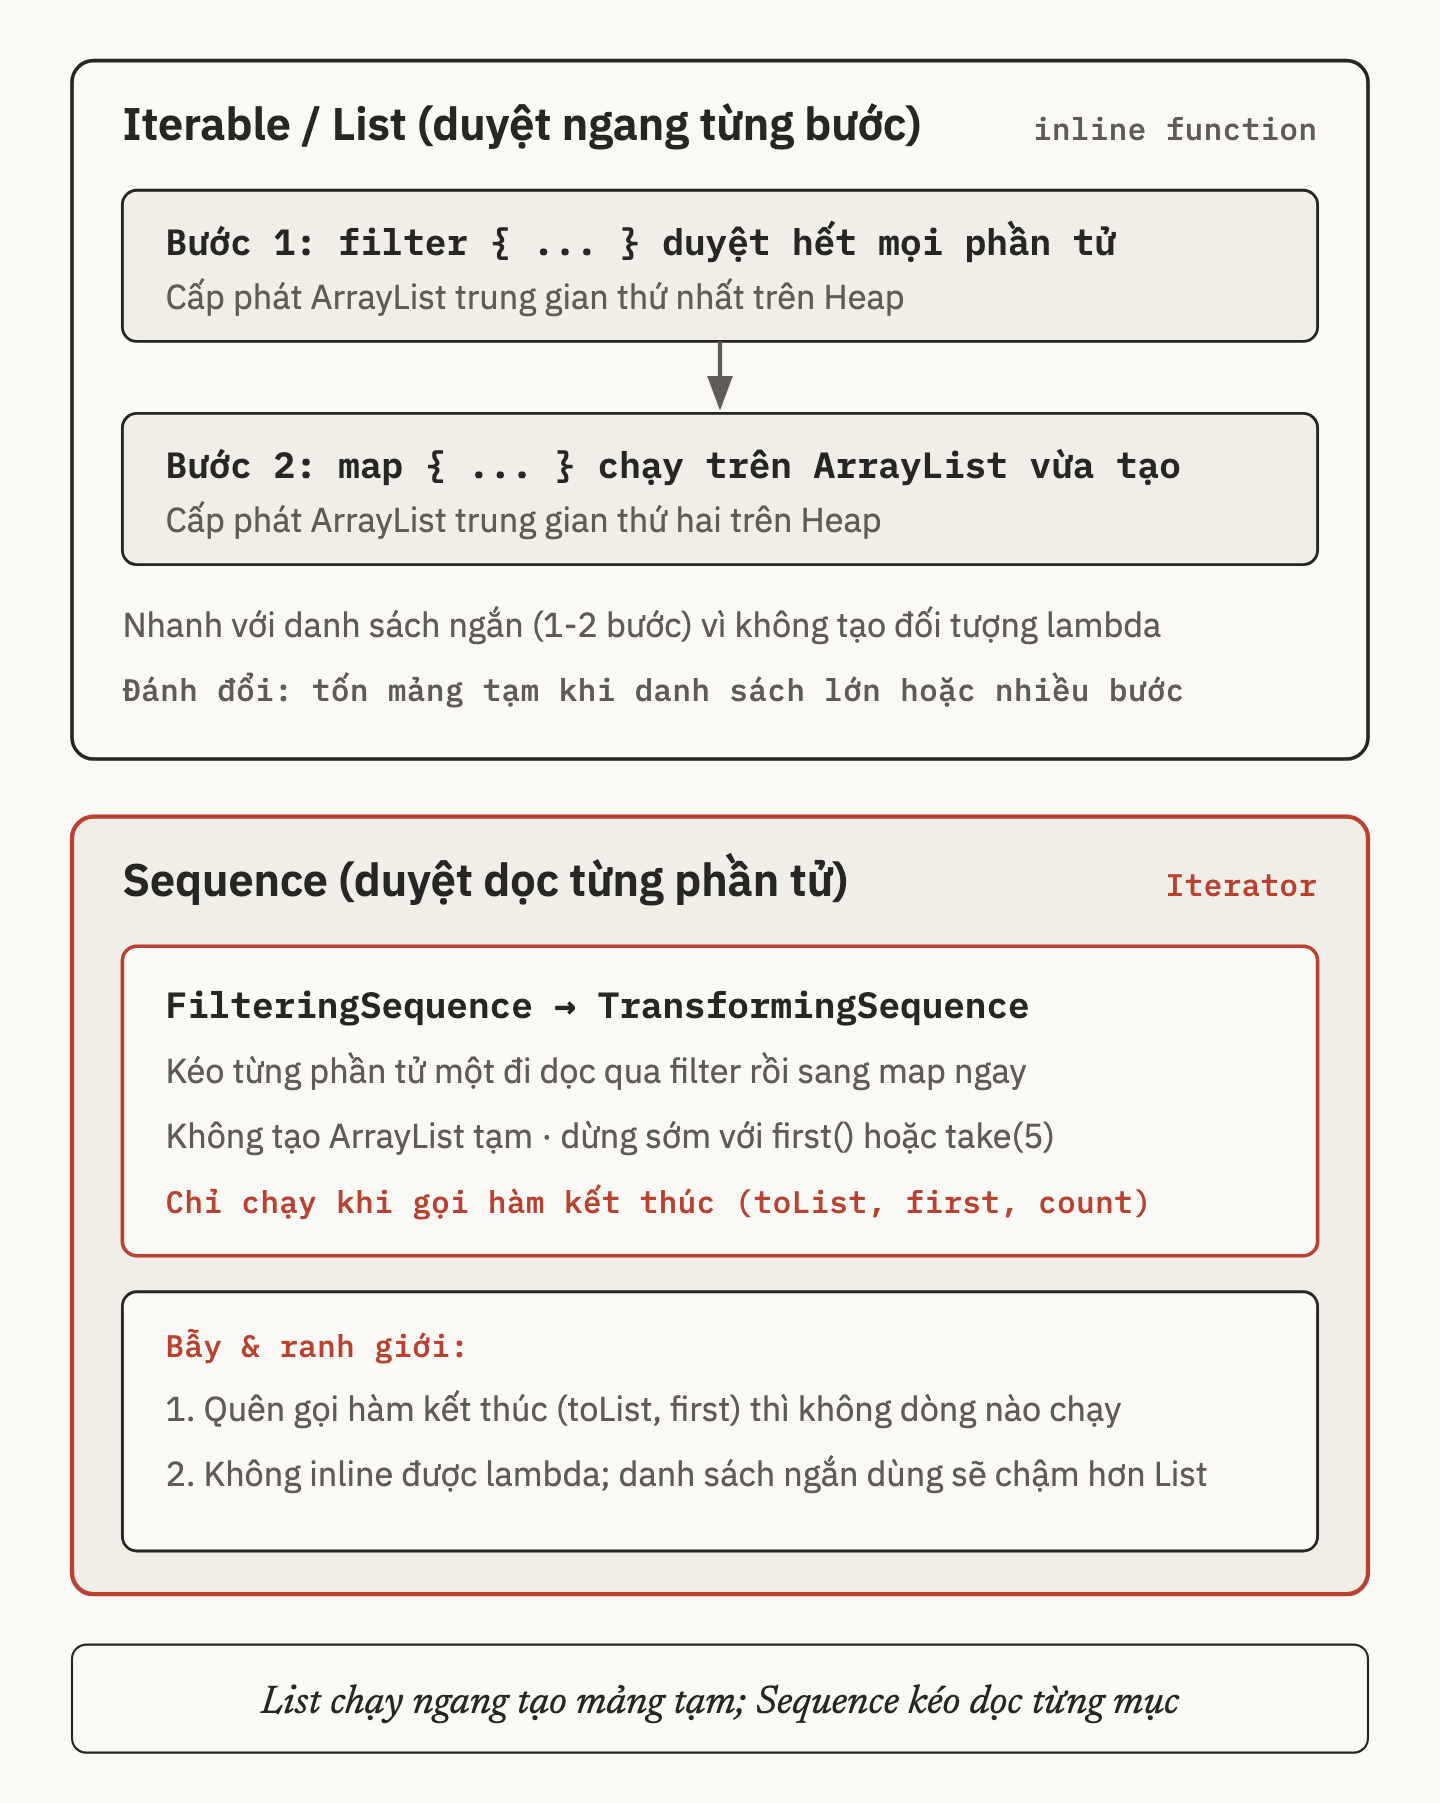 Iterable / List (duyệt ngang từng bước)
inline function
Bước 1: filter { ... } duyệt hết mọi phần tử
Cấp phát ArrayList trung gian thứ nhất trên Heap
Bước 2: map { ... } chạy trên ArrayList vừa tạo
Cấp phát ArrayList trung gian thứ hai trên Heap
Nhanh với danh sách ngắn (1-2 bước) vì không tạo đối tượng lambda
Đánh đổi: tốn mảng tạm khi danh sách lớn hoặc nhiều bước
Sequence (duyệt dọc từng phần tử)
Iterator
FilteringSequence → TransformingSequence
Kéo từng phần tử một đi dọc qua filter rồi sang map ngay
Không tạo ArrayList tạm · dừng sớm với first() hoặc take(5)
Chỉ chạy khi gọi hàm kết thúc (toList, first, count)
Bẫy & ranh giới:
1. Quên gọi hàm kết thúc (toList, first) thì không dòng nào chạy
2. Không inline được lambda; danh sách ngắn dùng sẽ chậm hơn List
List chạy ngang tạo mảng tạm; Sequence kéo dọc từng mục